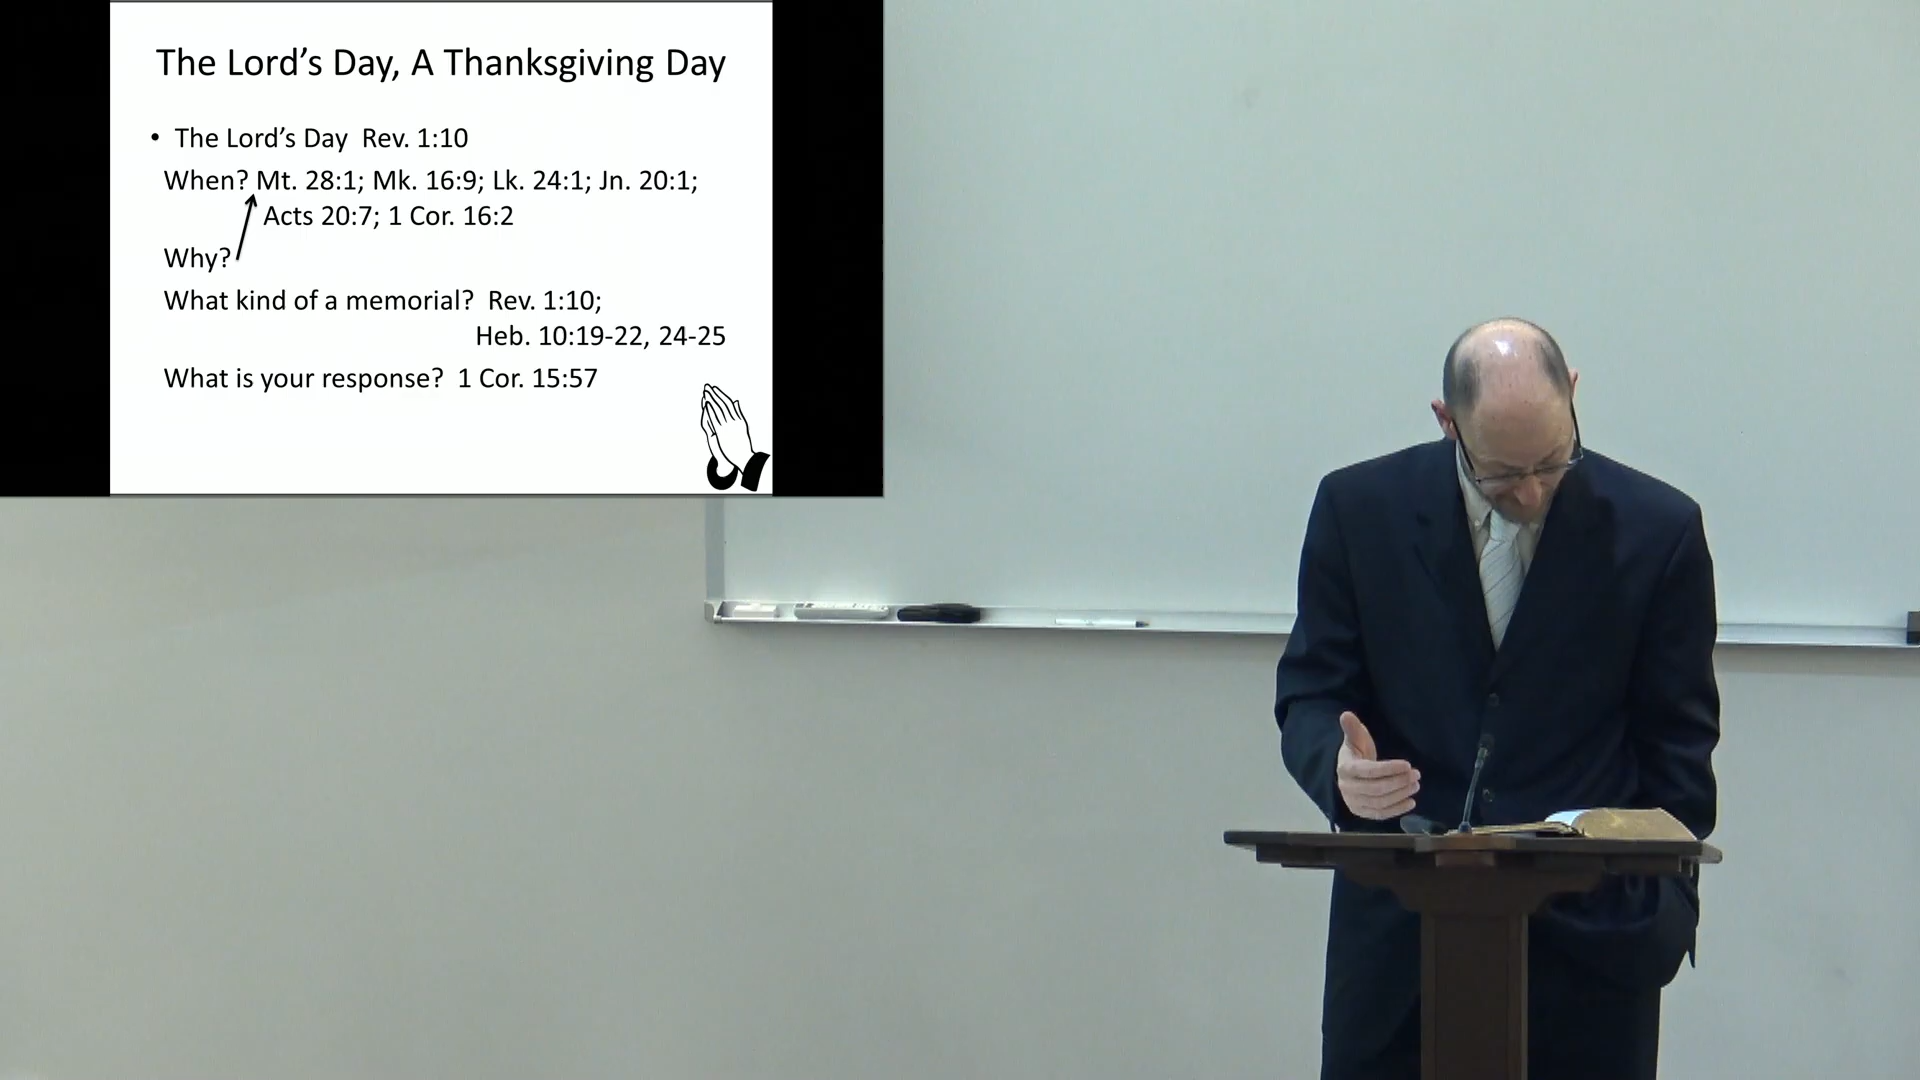 The Lord’s Day, A Thanksgiving Day
• The Lord’s Day  Rev. 1:10
When? Mt. 28:1; Mk. 16:9; Lk. 24:1; Jn. 20:1;
Acts 20:7; 1 Cor. 16:2
Why?
What kind of a memorial?  Rev. 1:10;
Heb. 10:19-22, 24-25
What is your response?  1 Cor. 15:57